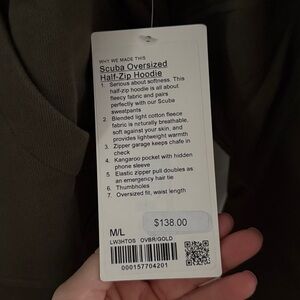 WHY WE MADE THIS
Scuba Oversized
Half-Zip Hoodie
1. Serious about softness. This
half-zip hoodie is all about
fleecy fabric and pairs
perfectly with our Scuba
sweatpants
2. Blended light cotton fleece
fabric is naturally breathable,
soft against your skin, and
provides lightweight warmth
3. Zipper garage keeps chafe in
check
4. Kangaroo pocket with hidden
phone sleeve
5. Elastic zipper pull doubles as
an emergency hair tie
6. Thumbholes
7. Oversized fit, waist length
$138.00
M/L
LW3HTOS OVBR/GOLD
000157704201